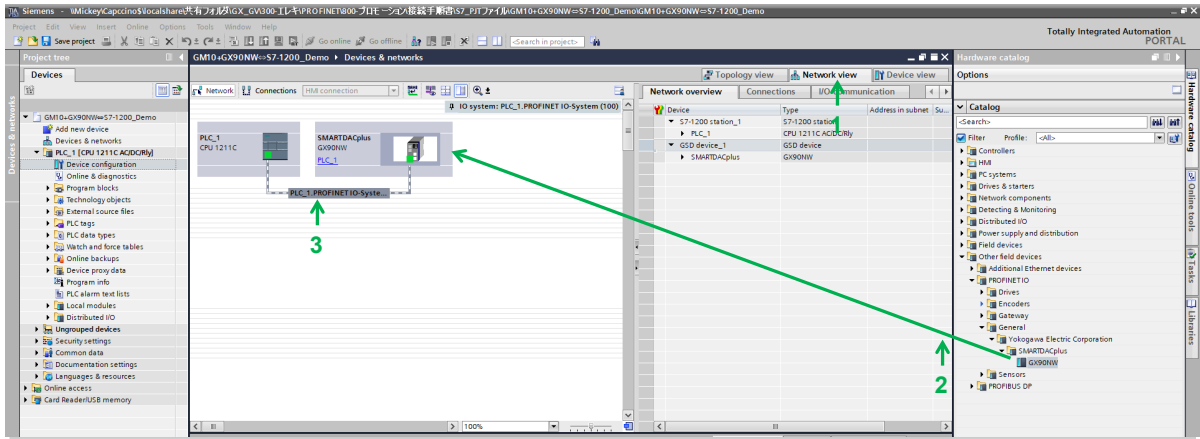 Siemens - \\Mickey\Capccino$\localshare\共有フォルダ\GX_GV\300-エレキ\PROFINET\800-プロモーション\接続手順書\S7_PJTファイル\GM10+GX90NW⇔S7-1200_Demo\GM10+GX90NW⇔S7-1200_Demo
Project Edit View Insert Online Options Tools Window Help
Totally Integrated Automation
PORTAL
Save project Go online Go offline <Search in project>
Project tree
GM10+GX90NW⇔S7-1200_Demo ▸ Devices & networks
Hardware catalog
Devices
Topology view Network view Device view
Options
Network Connections HMI connection
Network overview Connections I/O communication
IO system: PLC_1.PROFINET IO-System (100)
Device Type Address in subnet Su...
S7-1200 station_1 S7-1200 station
PLC_1 CPU 1211C AC/DC/Rly
GSD device_1 GSD device
SMARTDACplus GX90NW
Catalog
<Search>
Filter Profile: <All>
Controllers
HMI
PC systems
Drives & starters
Network components
Detecting & Monitoring
Distributed I/O
Power supply and distribution
Field devices
Other field devices
Additional Ethernet devices
PROFINET IO
Drives
Encoders
Gateway
General
Yokogawa Electric Corporation
SMARTDACplus
GX90NW
Sensors
PROFIBUS DP
GM10+GX90NW⇔S7-1200_Demo
Add new device
Devices & networks
PLC_1 [CPU 1211C AC/DC/Rly]
Device configuration
Online & diagnostics
Program blocks
Technology objects
External source files
PLC tags
PLC data types
Watch and force tables
Online backups
Device proxy data
Program info
PLC alarm text lists
Local modules
Distributed I/O
Ungrouped devices
Security settings
Common data
Documentation settings
Languages & resources
Online access
Card Reader/USB memory
PLC_1
CPU 1211C
SMARTDACplus
GX90NW
PLC_1
PLC_1.PROFINET IO-Syste...
1
2
3
100%
Devices & networks
Hardware catalog
Online tools
Tasks
Libraries